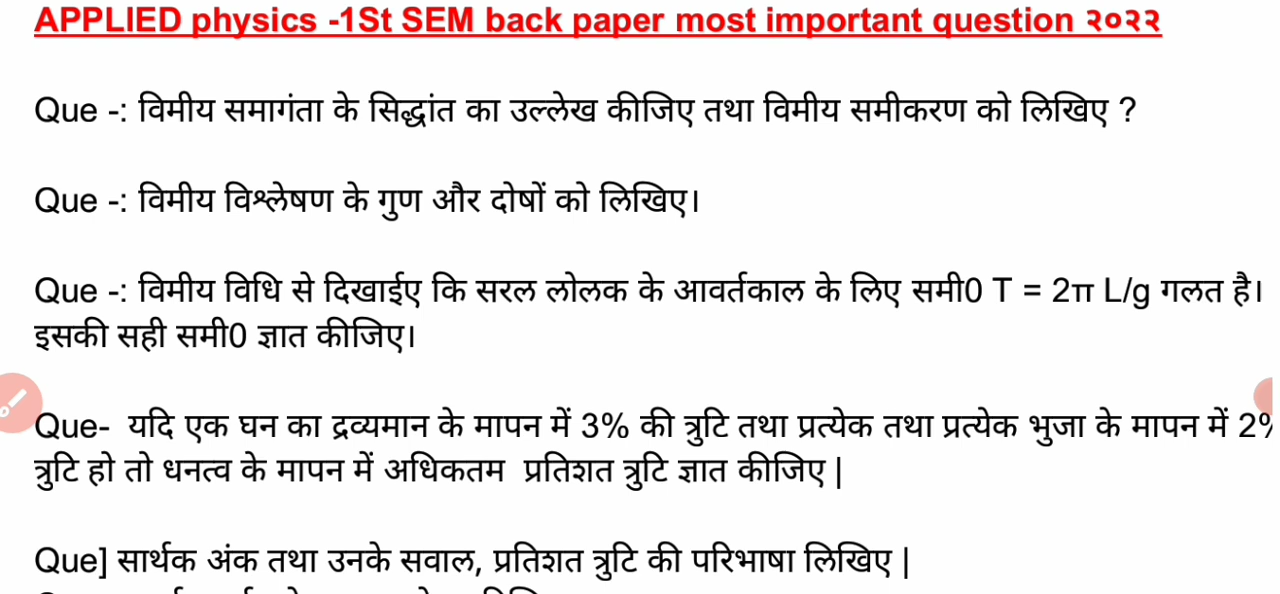 APPLIED physics -1St SEM back paper most important question २०२२
Que -: विमीय समागंता के सिद्धांत का उल्लेख कीजिए तथा विमीय समीकरण को लिखिए ?
Que -: विमीय विश्लेषण के गुण और दोषों को लिखिए।
Que -: विमीय विधि से दिखाईए कि सरल लोलक के आवर्तकाल के लिए समी0 T = 2π L/g गलत है।
इसकी सही समी0 ज्ञात कीजिए।
Que- यदि एक घन का द्रव्यमान के मापन में 3% की त्रुटि तथा प्रत्येक तथा प्रत्येक भुजा के मापन में 2%
त्रुटि हो तो धनत्व के मापन में अधिकतम प्रतिशत त्रुटि ज्ञात कीजिए |
Que] सार्थक अंक तथा उनके सवाल, प्रतिशत त्रुटि की परिभाषा लिखिए |